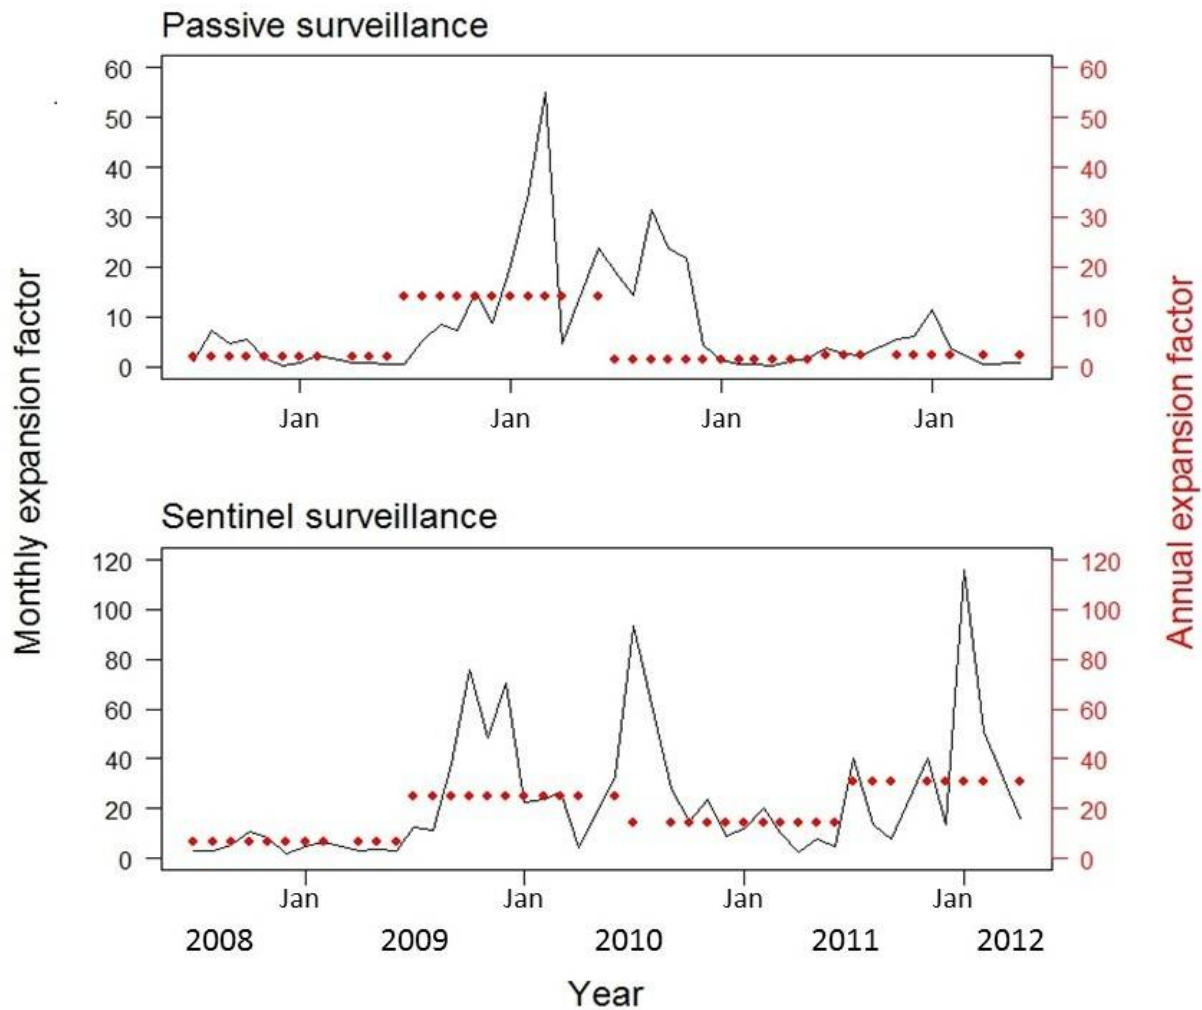 Passive surveillance
60 60
50 50
40 40
30 30
20 20
10 10
0 0
Jan Jan Jan Jan
Monthly expansion factor
Annual expansion factor
Sentinel surveillance
120 120
100 100
80 80
60 60
40 40
20 20
0 0
Jan Jan Jan Jan
2008 2009 2010 2011 2012
Year